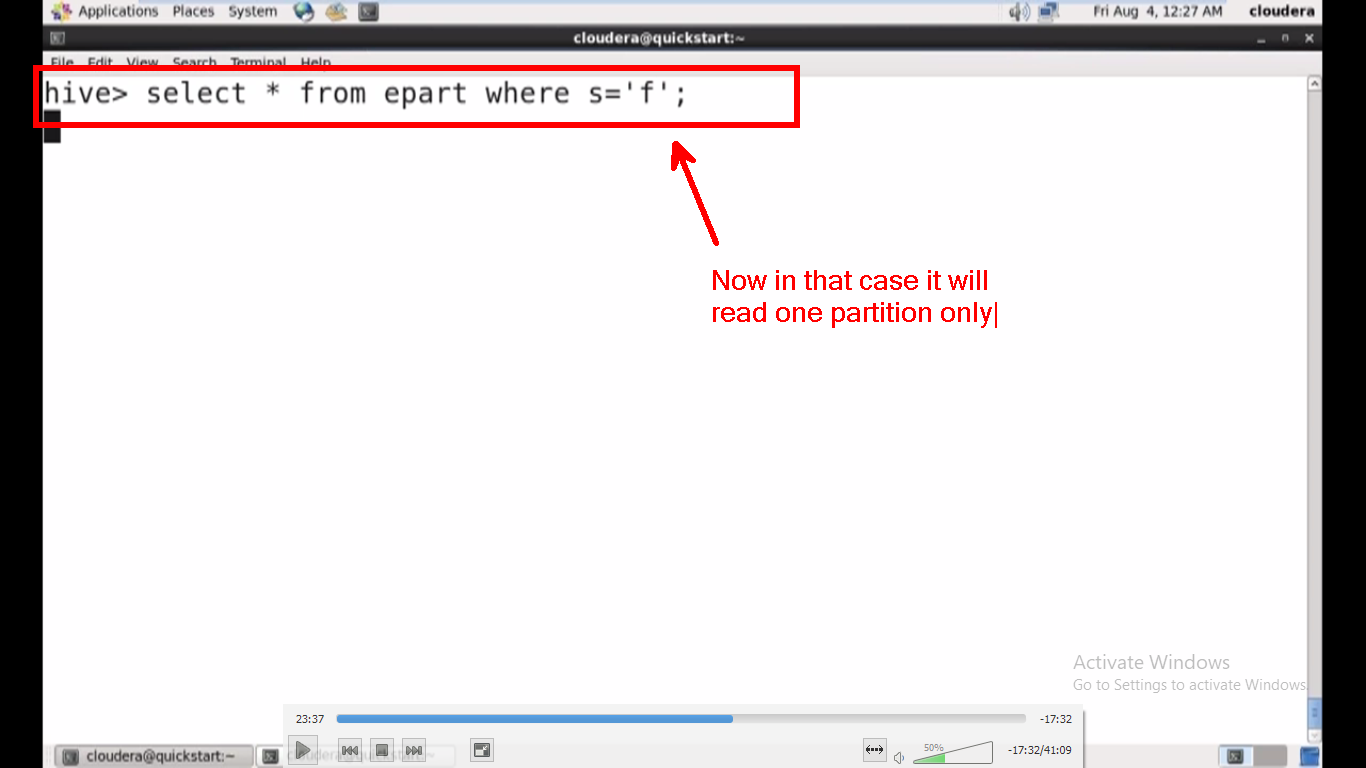 Applications Places System Fri Aug 4, 12:27 AM cloudera
cloudera@quickstart:~
File Edit View Search Terminal Help
hive> select * from epart where s='f';
Now in that case it will
read one partition only
Activate Windows
Go to Settings to activate Windows.
23:37 -17:32
50% -17:32/41:09
cloudera@quickstart:~ cloudera@quickstart:~